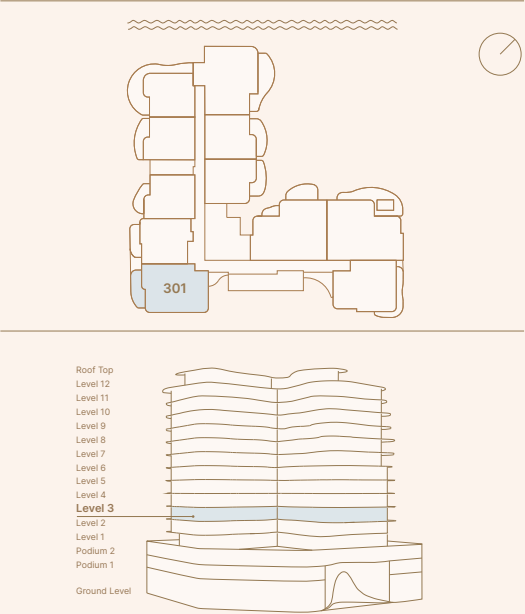 301
Roof Top
Level 12
Level 11
Level 10
Level 9
Level 8
Level 7
Level 6
Level 5
Level 4
Level 3
Level 2
Level 1
Podium 2
Podium 1
Ground Level